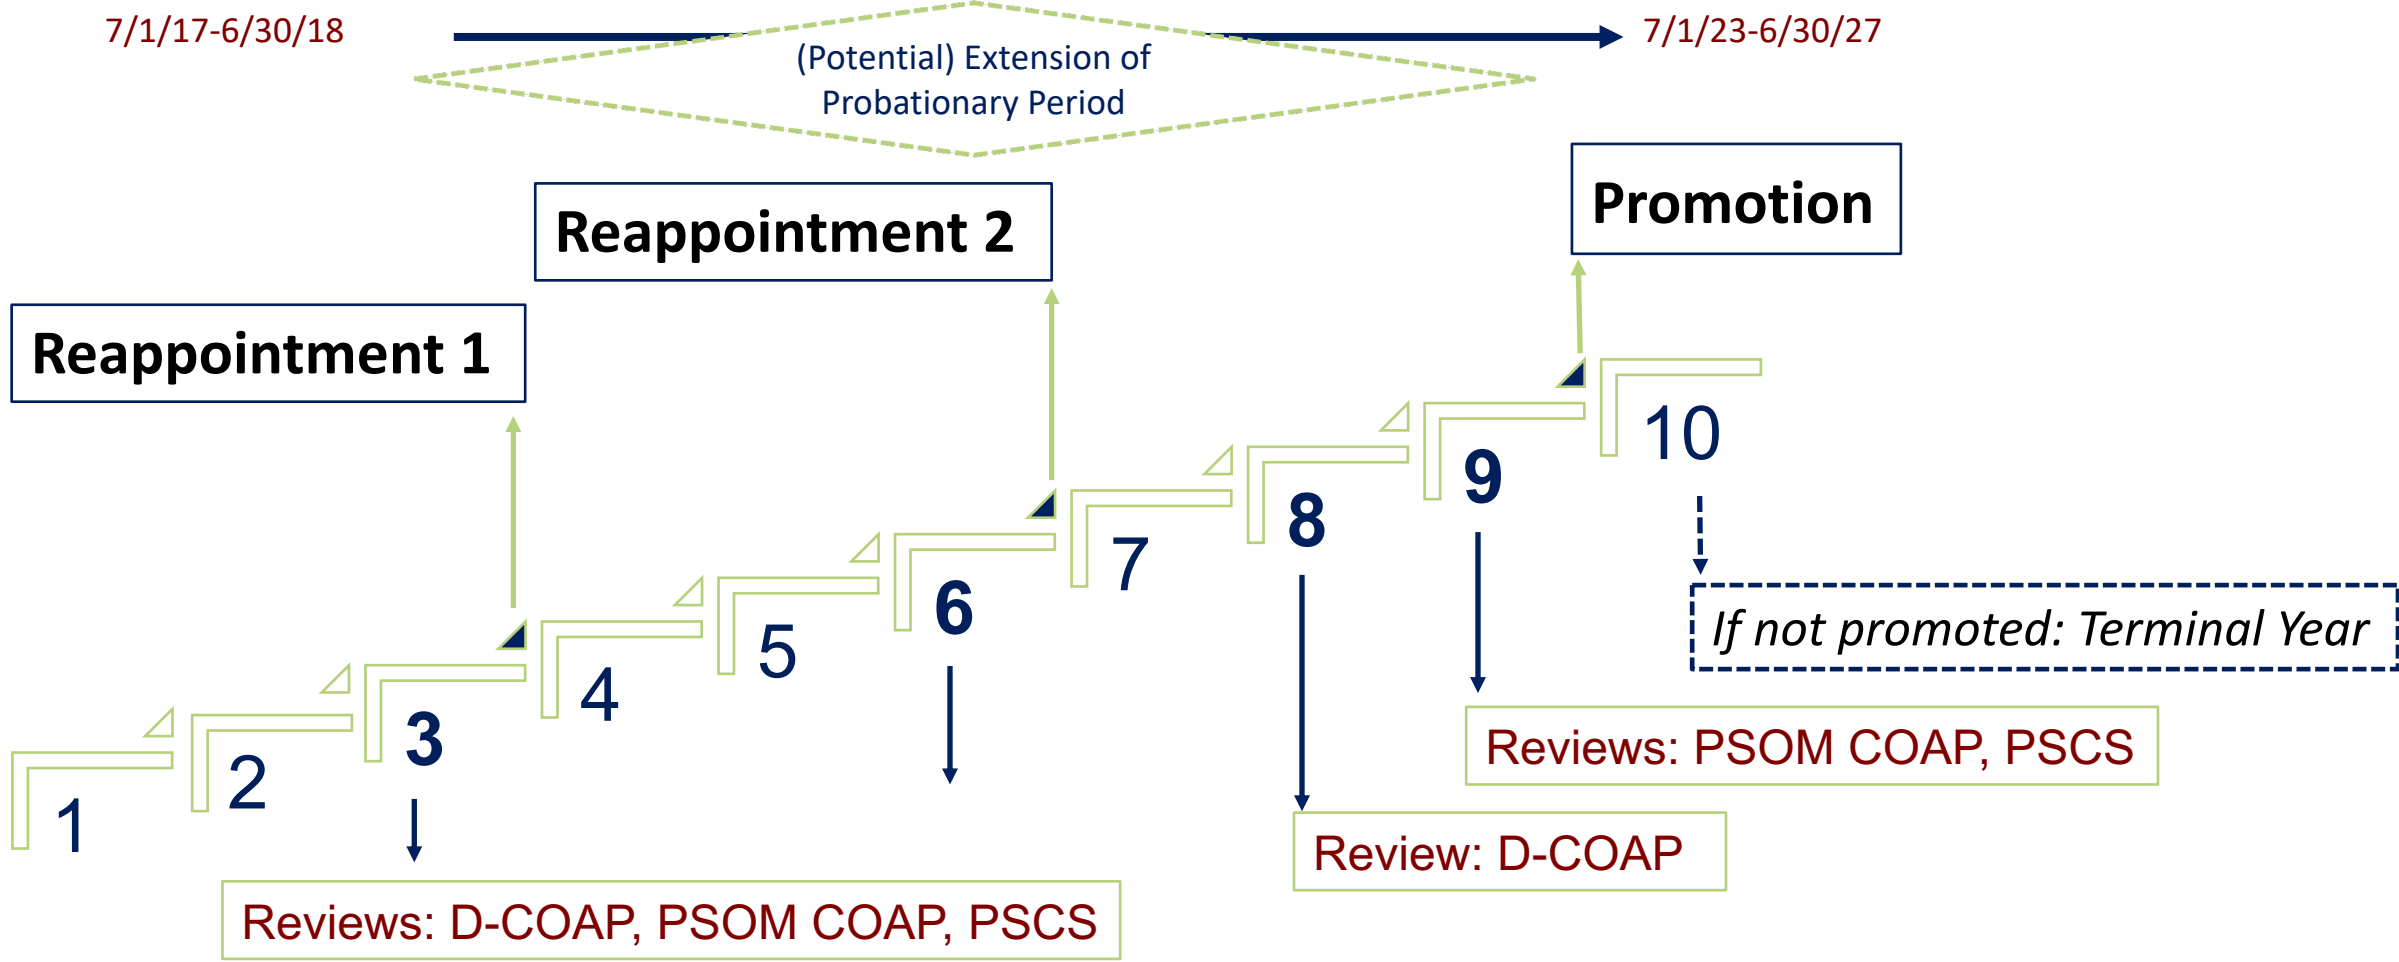 7/1/17-6/30/18
(Potential) Extension of
Probationary Period
7/1/23-6/30/27
Reappointment 1
Reappointment 2
Promotion
1
2
3
4
5
6
7
8
9
10
If not promoted: Terminal Year
Reviews: PSOM COAP, PSCS
Review: D-COAP
Reviews: D-COAP, PSOM COAP, PSCS